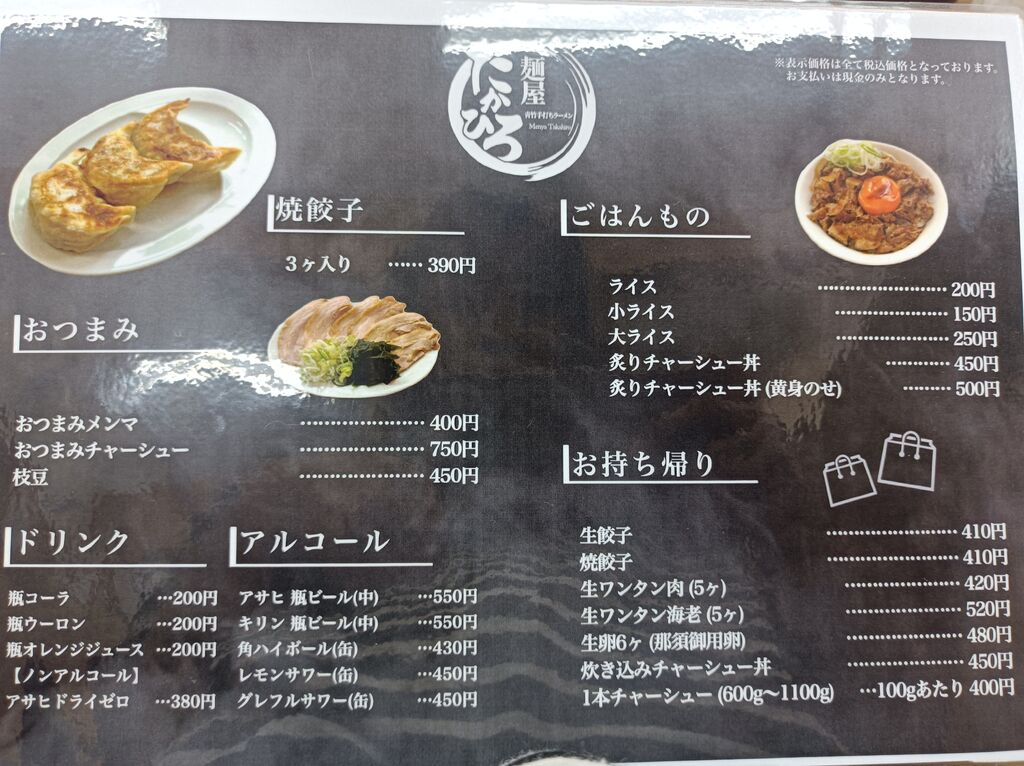 麺屋
たかひろ
青竹手打ちラーメン
Menya Takahiro
※表示価格は全て税込価格となっております。
お支払いは現金のみとなります。
焼餃子
3ヶ入り ⋯⋯ 390円
おつまみ
おつまみメンマ ⋯⋯ 400円
おつまみチャーシュー ⋯⋯ 750円
枝豆 ⋯⋯ 450円
ドリンク
瓶コーラ ⋯200円
瓶ウーロン ⋯200円
瓶オレンジジュース ⋯200円
【ノンアルコール】
アサヒドライゼロ ⋯380円
アルコール
アサヒ 瓶ビール(中) ⋯550円
キリン 瓶ビール(中) ⋯550円
角ハイボール(缶) ⋯430円
レモンサワー(缶) ⋯450円
グレフルサワー(缶) ⋯450円
ごはんもの
ライス ⋯⋯ 200円
小ライス ⋯⋯ 150円
大ライス ⋯⋯ 250円
炙りチャーシュー丼 ⋯⋯ 450円
炙りチャーシュー丼 (黄身のせ) ⋯⋯ 500円
お持ち帰り
生餃子 ⋯⋯ 410円
焼餃子 ⋯⋯ 410円
生ワンタン肉 (5ヶ) ⋯⋯ 420円
生ワンタン海老 (5ヶ) ⋯⋯ 520円
生卵6ヶ (那須御用卵) ⋯⋯ 480円
炊き込みチャーシュー丼 ⋯⋯ 450円
1本チャーシュー (600g〜1100g) ⋯100gあたり 400円